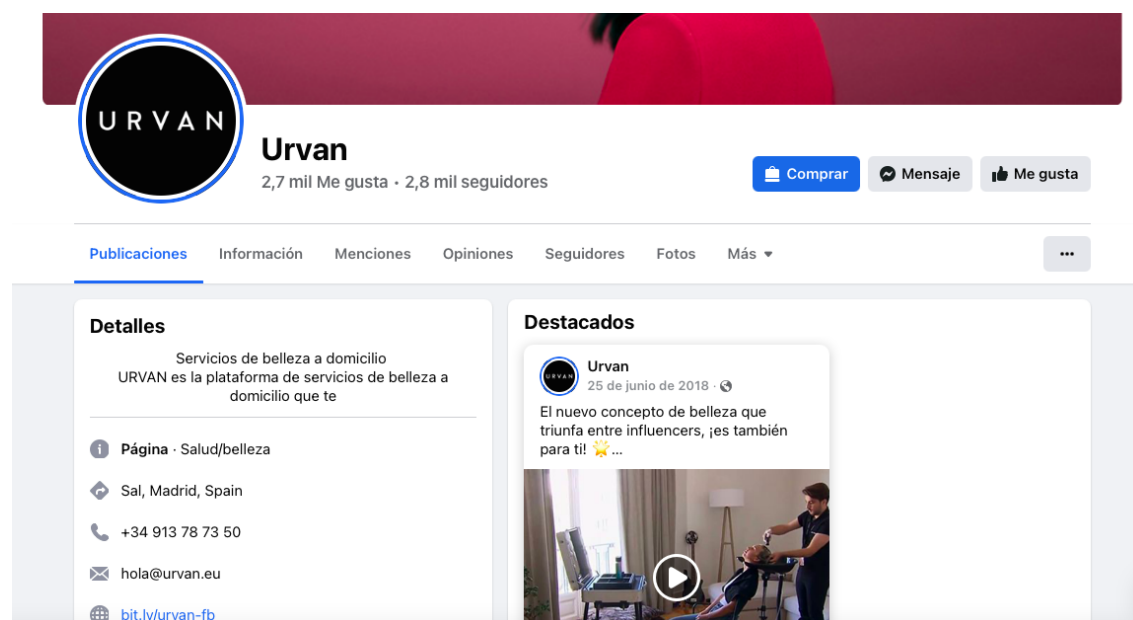 URVAN
Urvan
2,7 mil Me gusta • 2,8 mil seguidores
Comprar
Mensaje
Me gusta
Publicaciones
Información
Menciones
Opiniones
Seguidores
Fotos
Más
Detalles
Servicios de belleza a domicilio
URVAN es la plataforma de servicios de belleza a
domicilio que te
Página · Salud/belleza
Sal, Madrid, Spain
+34 913 78 73 50
hola@urvan.eu
bit.ly/urvan-fb
Destacados
URVAN
Urvan
25 de junio de 2018 ·
El nuevo concepto de belleza que
triunfa entre influencers, ¡es también
para ti! 🌟...